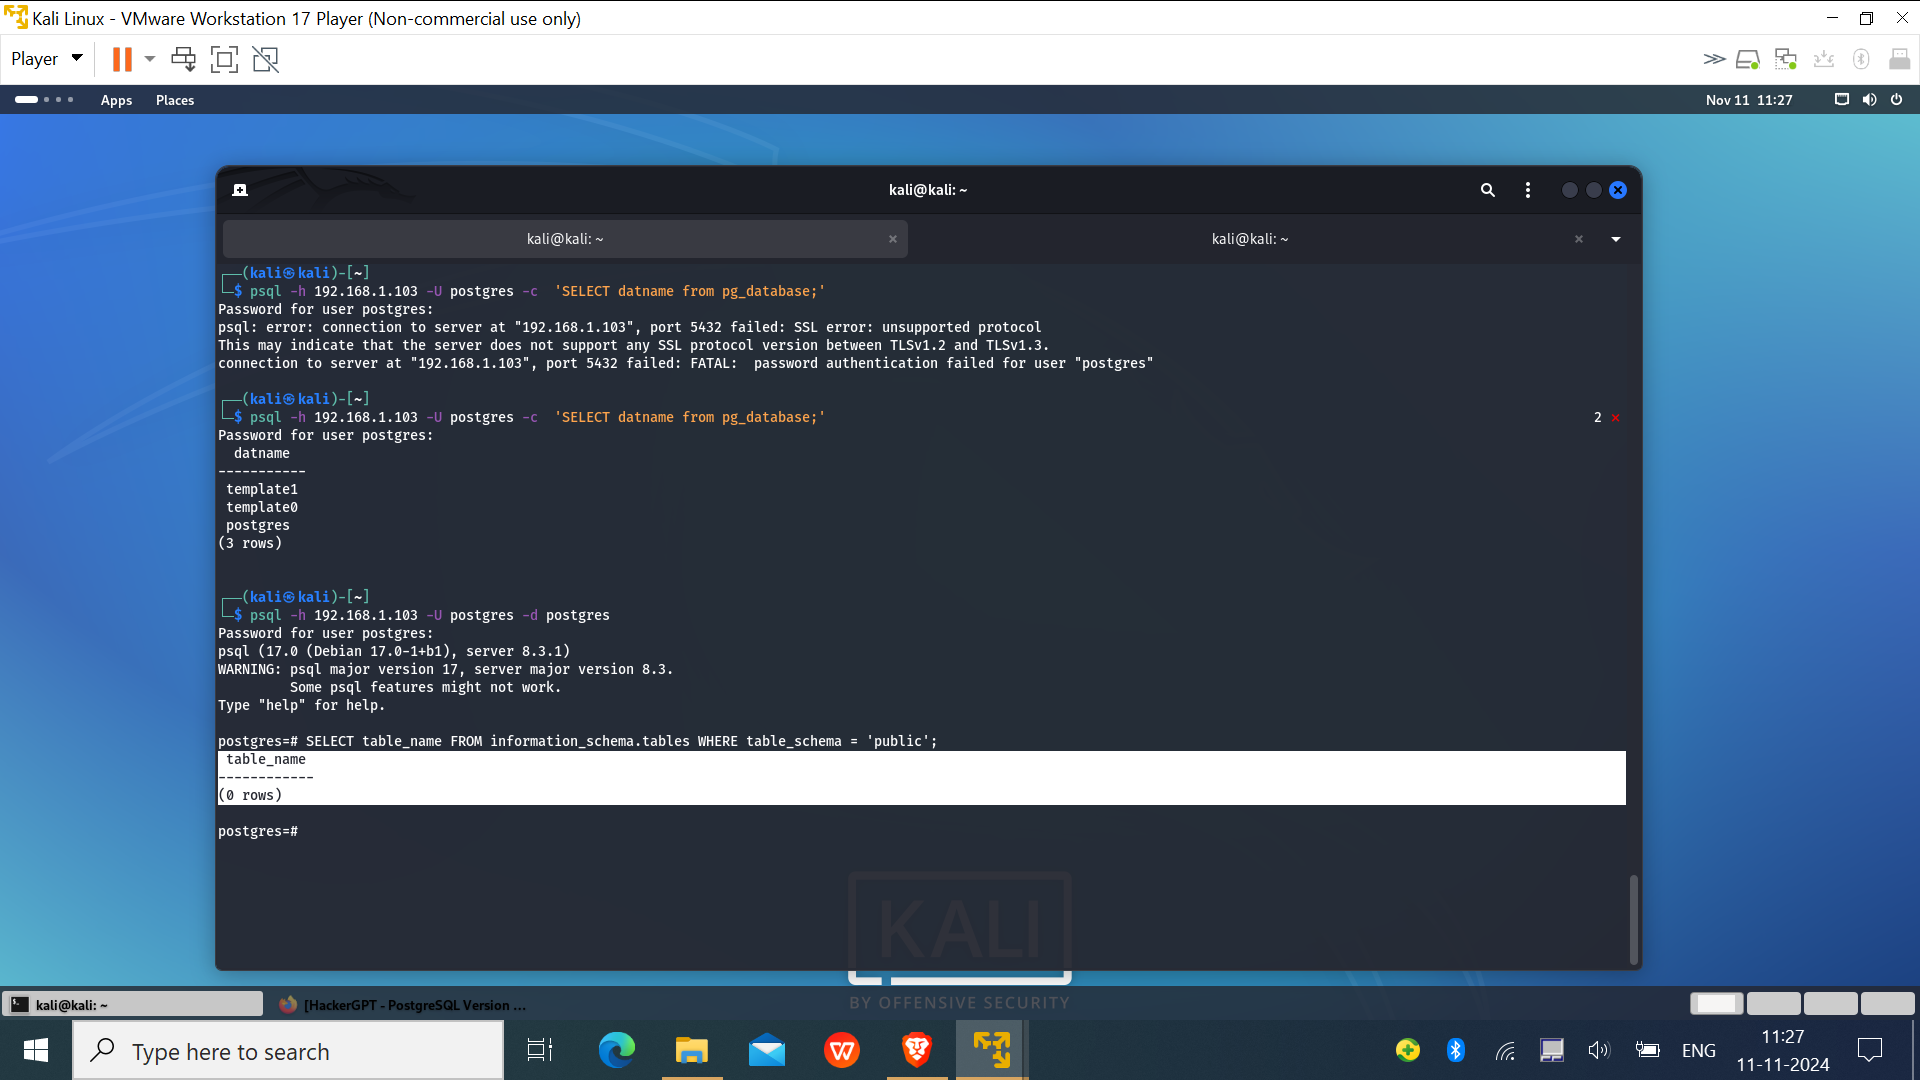 Kali Linux - VMware Workstation 17 Player (Non-commercial use only)
Player
Apps Places Nov 11 11:27
kali@kali: ~
kali@kali: ~ kali@kali: ~
┌──(kali㉿kali)-[~]
└─$ psql -h 192.168.1.103 -U postgres -c  'SELECT datname from pg_database;'
Password for user postgres:
psql: error: connection to server at "192.168.1.103", port 5432 failed: SSL error: unsupported protocol
This may indicate that the server does not support any SSL protocol version between TLSv1.2 and TLSv1.3.
connection to server at "192.168.1.103", port 5432 failed: FATAL:  password authentication failed for user "postgres"
┌──(kali㉿kali)-[~]
└─$ psql -h 192.168.1.103 -U postgres -c  'SELECT datname from pg_database;' 2 ×
Password for user postgres:
  datname
-----------
 template1
 template0
 postgres
(3 rows)
┌──(kali㉿kali)-[~]
└─$ psql -h 192.168.1.103 -U postgres -d postgres
Password for user postgres:
psql (17.0 (Debian 17.0-1+b1), server 8.3.1)
WARNING: psql major version 17, server major version 8.3.
         Some psql features might not work.
Type "help" for help.
postgres=# SELECT table_name FROM information_schema.tables WHERE table_schema = 'public';
 table_name
------------
(0 rows)
postgres=#
KALI
BY OFFENSIVE SECURITY
kali@kali: ~ [HackerGPT - PostgreSQL Version ...
Type here to search
ENG
11:27
11-11-2024